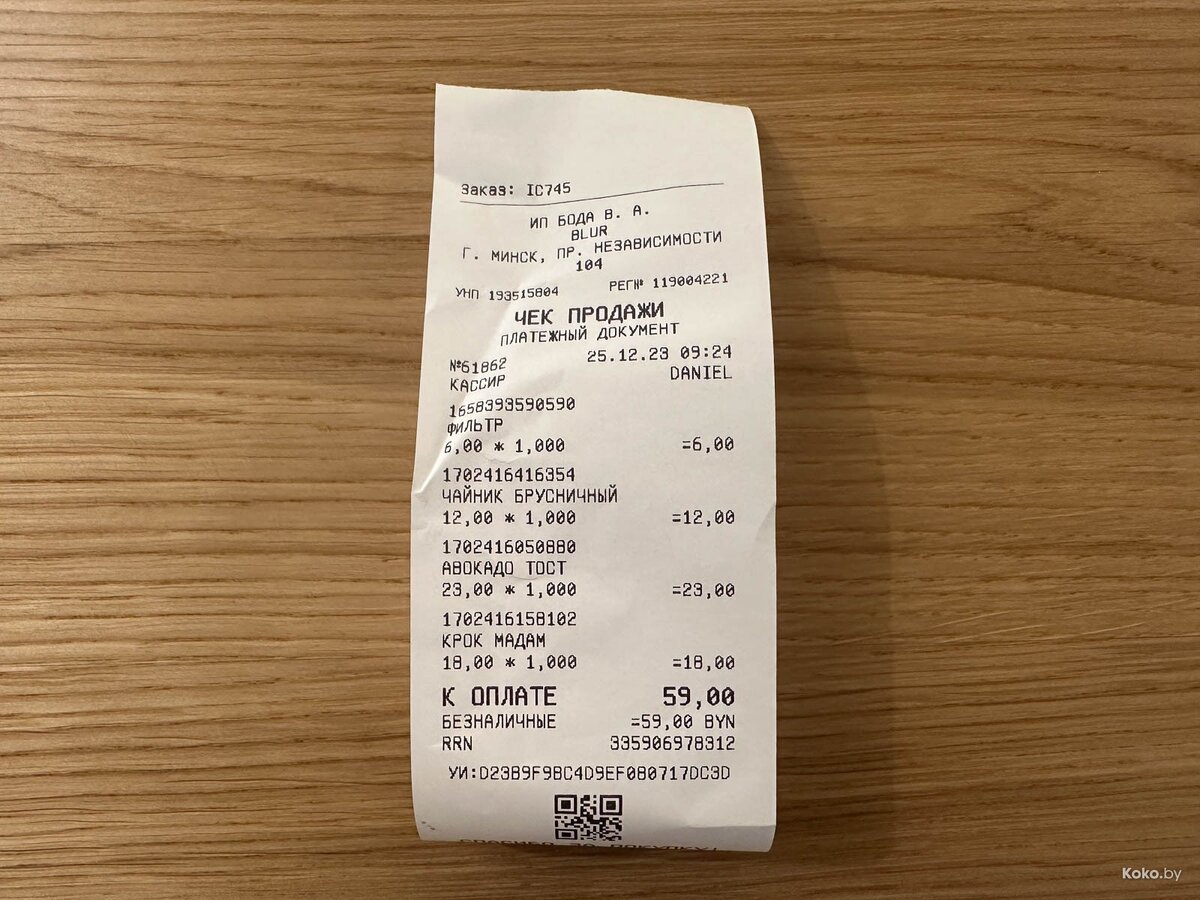 Заказ: IC745
ИП БОДА В. А.
BLUR
Г. МИНСК, ПР. НЕЗАВИСИМОСТИ
104
УНП 193515804 РЕГ№ 119004221
ЧЕК ПРОДАЖИ
ПЛАТЕЖНЫЙ ДОКУМЕНТ
№61862 25.12.23 09:24
КАССИР DANIEL
1658393590590
ФИЛЬТР
6,00 * 1,000 =6,00
1702416416354
ЧАЙНИК БРУСНИЧНЫЙ
12,00 * 1,000 =12,00
1702416050880
АВОКАДО ТОСТ
23,00 * 1,000 =23,00
1702416158102
КРОК МАДАМ
18,00 * 1,000 =18,00
К ОПЛАТЕ 59,00
БЕЗНАЛИЧНЫЕ =59,00 BYN
RRN 335906978312
УИ:D23B9F9BC4D9EF080717DC3D
Koko.by